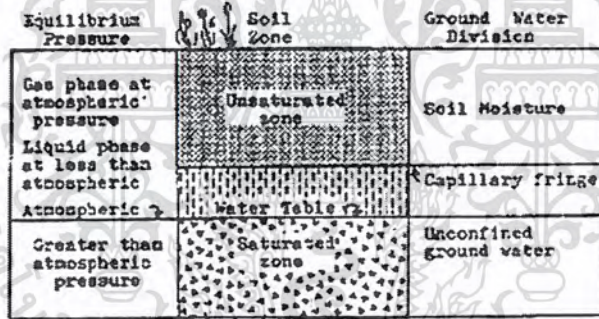 Equilibrium
Pressure
Soil
Zone
Ground Water
Division
Gas phase at
atmospheric
pressure
Liquid phase
at less than
atmospheric
Atmospheric
Unsaturated
zone
Water Table
Soil Moisture
Capillary fringe
Greater than
atmospheric
pressure
Saturated
zone
Unconfined
ground water